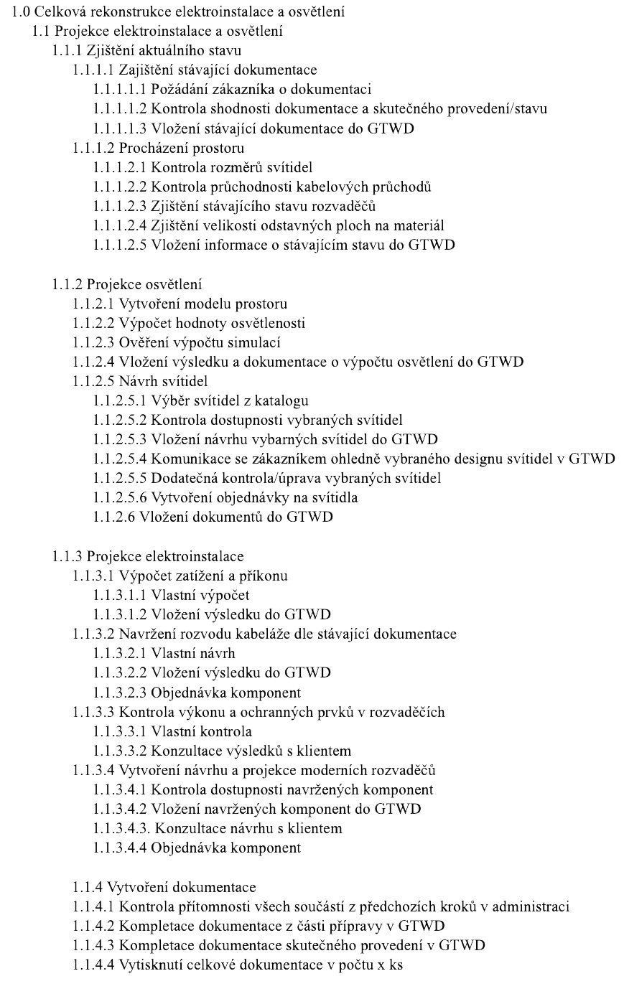 1.0 Celková rekonstrukce elektroinstalace a osvětlení
1.1 Projekce elektroinstalace a osvětlení
1.1.1 Zjištění aktuálního stavu
1.1.1.1 Zajištění stávající dokumentace
1.1.1.1.1 Požádání zákazníka o dokumentaci
1.1.1.1.2 Kontrola shodnosti dokumentace a skutečného provedení/stavu
1.1.1.1.3 Vložení stávající dokumentace do GTWD
1.1.1.2 Procházení prostoru
1.1.1.2.1 Kontrola rozměrů svítidel
1.1.1.2.2 Kontrola průchodnosti kabelových průchodů
1.1.1.2.3 Zjištění stávajícího stavu rozvaděčů
1.1.1.2.4 Zjištění velikosti odstavných ploch na materiál
1.1.1.2.5 Vložení informace o stávajícím stavu do GTWD
1.1.2 Projekce osvětlení
1.1.2.1 Vytvoření modelu prostoru
1.1.2.2 Výpočet hodnoty osvětlenosti
1.1.2.3 Ověření výpočtu simulací
1.1.2.4 Vložení výsledku a dokumentace o výpočtu osvětlení do GTWD
1.1.2.5 Návrh svítidel
1.1.2.5.1 Výběr svítidel z katalogu
1.1.2.5.2 Kontrola dostupnosti vybraných svítidel
1.1.2.5.3 Vložení návrhu vybarných svítidel do GTWD
1.1.2.5.4 Komunikace se zákazníkem ohledně vybraného designu svítidel v GTWD
1.1.2.5.5 Dodatečná kontrola/úprava vybraných svítidel
1.1.2.5.6 Vytvoření objednávky na svítidla
1.1.2.6 Vložení dokumentů do GTWD
1.1.3 Projekce elektroinstalace
1.1.3.1 Výpočet zatížení a příkonu
1.1.3.1.1 Vlastní výpočet
1.1.3.1.2 Vložení výsledku do GTWD
1.1.3.2 Navržení rozvodu kabeláže dle stávající dokumentace
1.1.3.2.1 Vlastní návrh
1.1.3.2.2 Vložení výsledku do GTWD
1.1.3.2.3 Objednávka komponent
1.1.3.3 Kontrola výkonu a ochranných prvků v rozvaděčích
1.1.3.3.1 Vlastní kontrola
1.1.3.3.2 Konzultace výsledků s klientem
1.1.3.4 Vytvoření návrhu a projekce moderních rozvaděčů
1.1.3.4.1 Kontrola dostupnosti navržených komponent
1.1.3.4.2 Vložení navržených komponent do GTWD
1.1.3.4.3. Konzultace návrhu s klientem
1.1.3.4.4 Objednávka komponent
1.1.4 Vytvoření dokumentace
1.1.4.1 Kontrola přítomnosti všech součástí z předchozích kroků v administraci
1.1.4.2 Kompletace dokumentace z části přípravy v GTWD
1.1.4.3 Kompletace dokumentace skutečného provedení v GTWD
1.1.4.4 Vytisknutí celkové dokumentace v počtu x ks